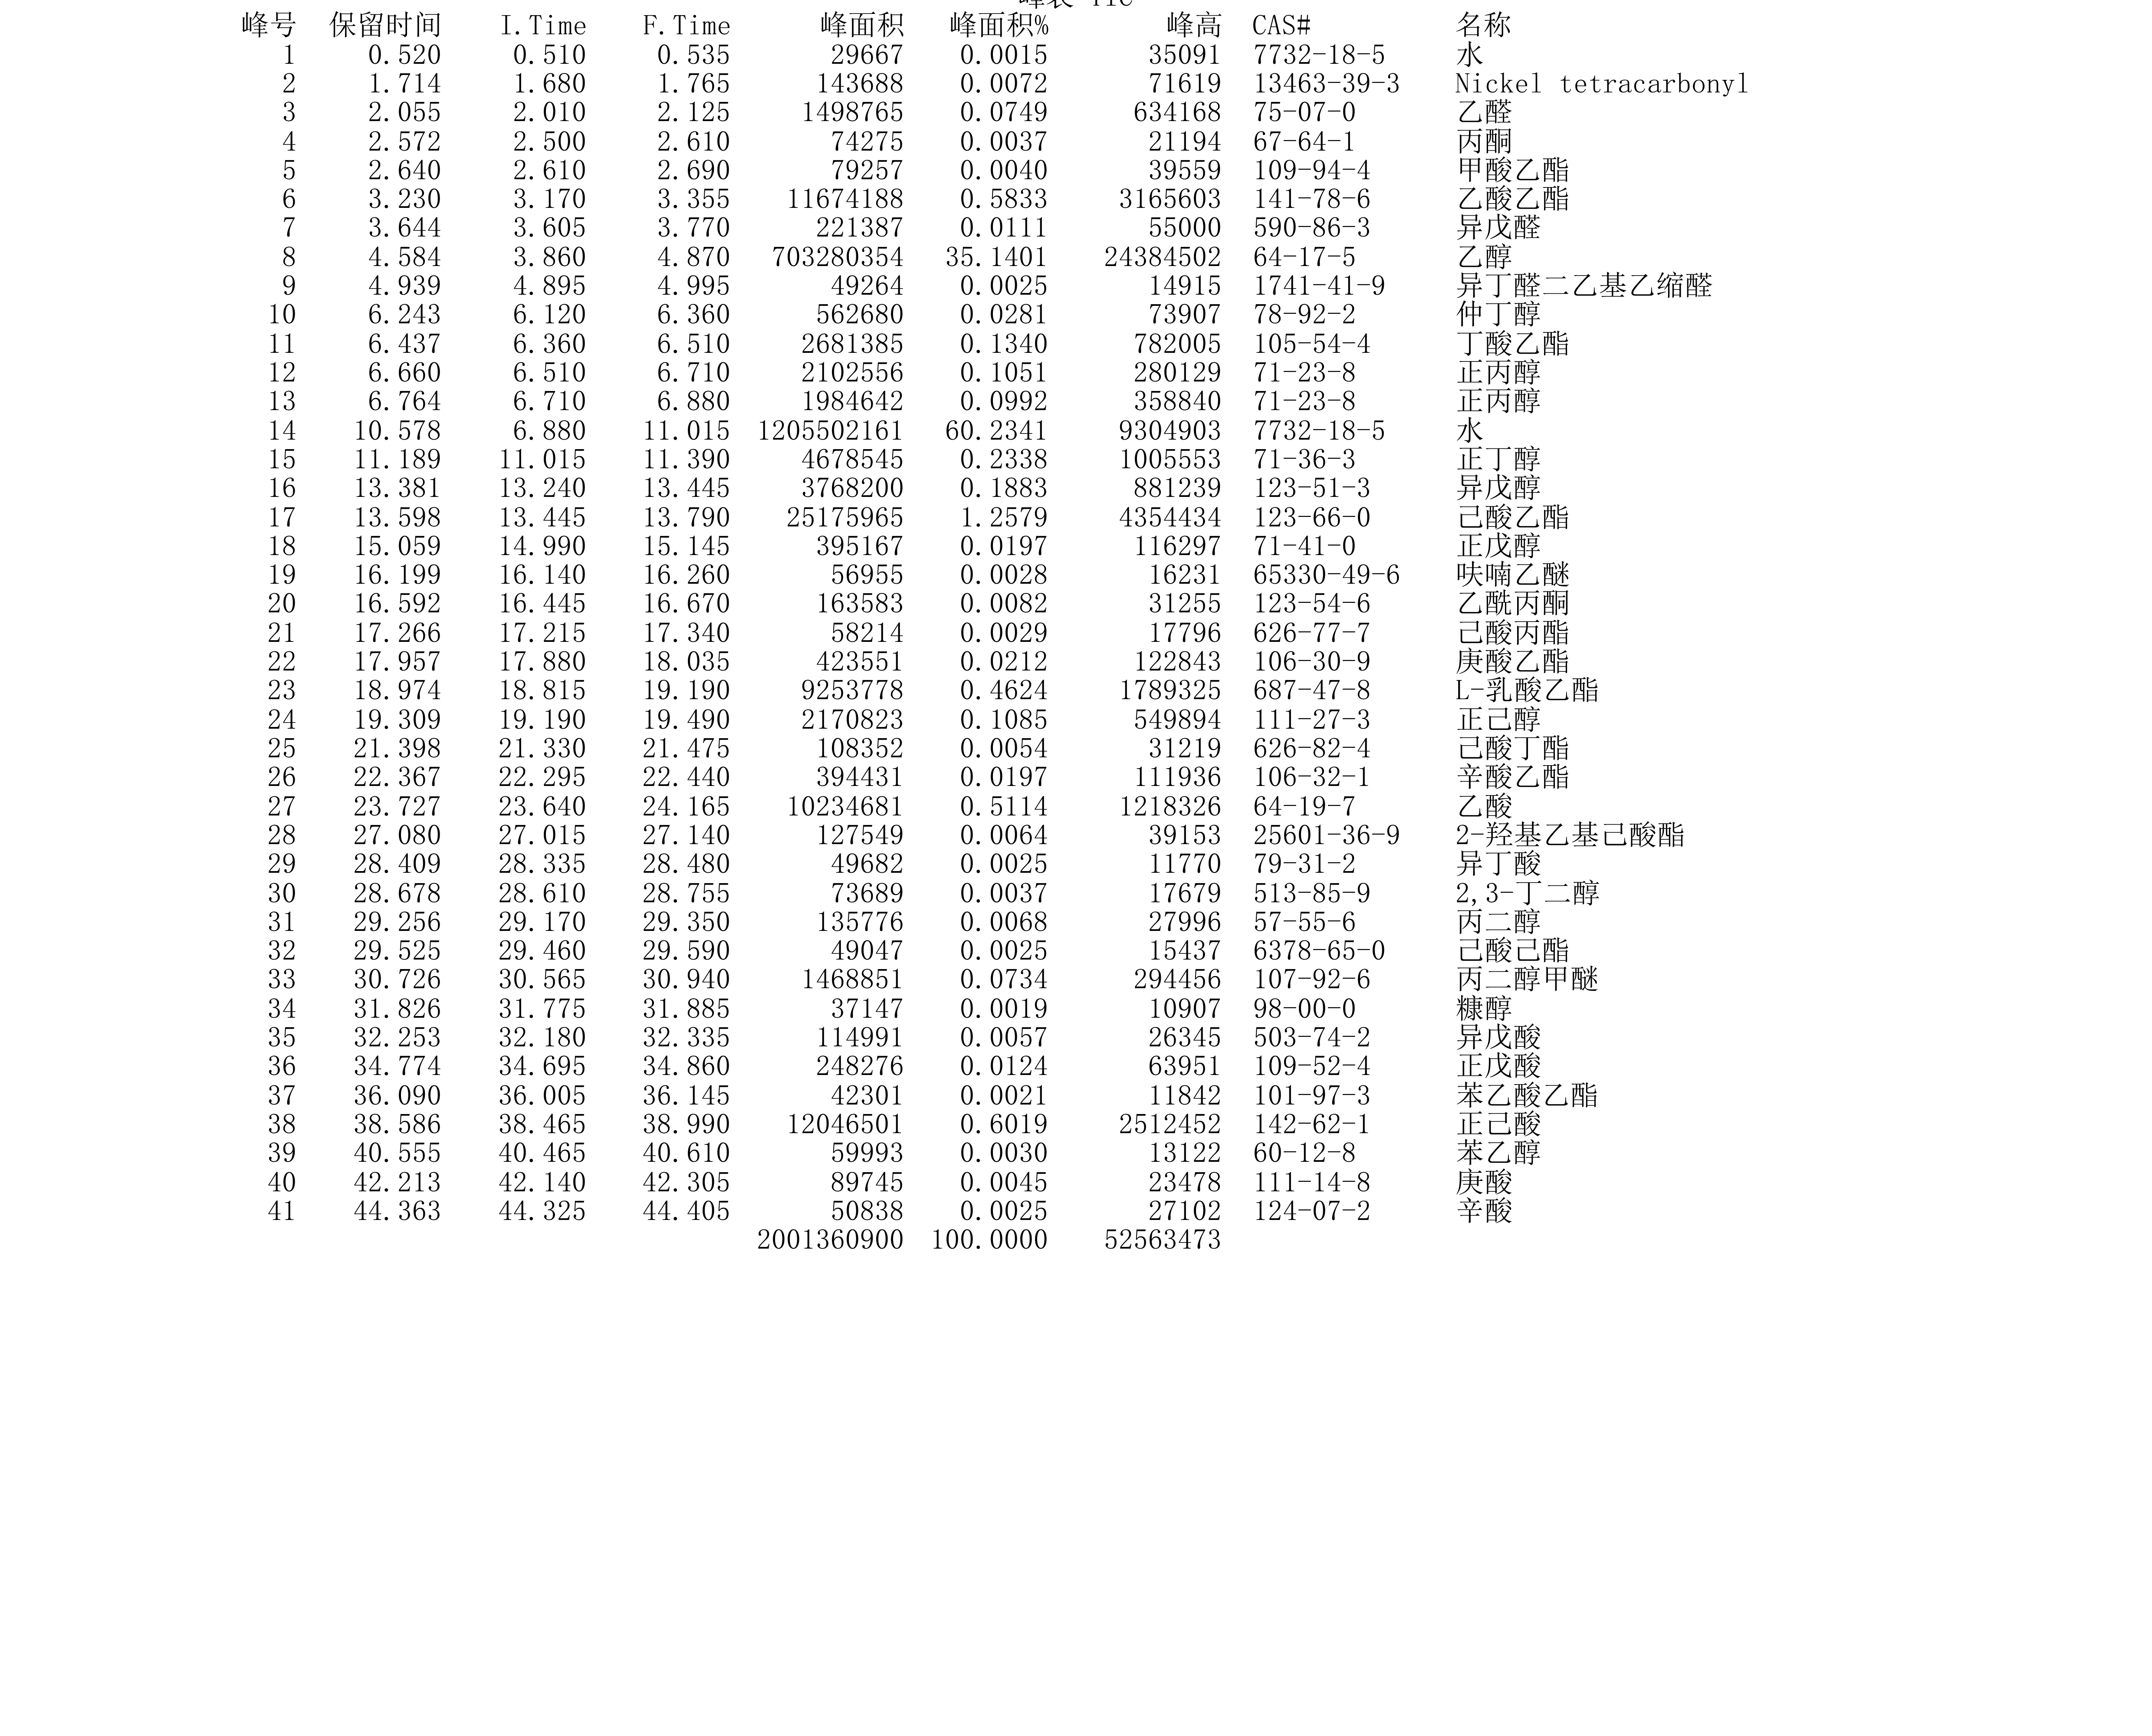 峰表 TIC
峰号 保留时间 I.Time F.Time 峰面积 峰面积% 峰高 CAS# 名称
1 0.520 0.510 0.535 29667 0.0015 35091 7732-18-5 水
2 1.714 1.680 1.765 143688 0.0072 71619 13463-39-3 Nickel tetracarbonyl
3 2.055 2.010 2.125 1498765 0.0749 634168 75-07-0 乙醛
4 2.572 2.500 2.610 74275 0.0037 21194 67-64-1 丙酮
5 2.640 2.610 2.690 79257 0.0040 39559 109-94-4 甲酸乙酯
6 3.230 3.170 3.355 11674188 0.5833 3165603 141-78-6 乙酸乙酯
7 3.644 3.605 3.770 221387 0.0111 55000 590-86-3 异戊醛
8 4.584 3.860 4.870 703280354 35.1401 24384502 64-17-5 乙醇
9 4.939 4.895 4.995 49264 0.0025 14915 1741-41-9 异丁醛二乙基乙缩醛
10 6.243 6.120 6.360 562680 0.0281 73907 78-92-2 仲丁醇
11 6.437 6.360 6.510 2681385 0.1340 782005 105-54-4 丁酸乙酯
12 6.660 6.510 6.710 2102556 0.1051 280129 71-23-8 正丙醇
13 6.764 6.710 6.880 1984642 0.0992 358840 71-23-8 正丙醇
14 10.578 6.880 11.015 1205502161 60.2341 9304903 7732-18-5 水
15 11.189 11.015 11.390 4678545 0.2338 1005553 71-36-3 正丁醇
16 13.381 13.240 13.445 3768200 0.1883 881239 123-51-3 异戊醇
17 13.598 13.445 13.790 25175965 1.2579 4354434 123-66-0 己酸乙酯
18 15.059 14.990 15.145 395167 0.0197 116297 71-41-0 正戊醇
19 16.199 16.140 16.260 56955 0.0028 16231 65330-49-6 呋喃乙醚
20 16.592 16.445 16.670 163583 0.0082 31255 123-54-6 乙酰丙酮
21 17.266 17.215 17.340 58214 0.0029 17796 626-77-7 己酸丙酯
22 17.957 17.880 18.035 423551 0.0212 122843 106-30-9 庚酸乙酯
23 18.974 18.815 19.190 9253778 0.4624 1789325 687-47-8 L-乳酸乙酯
24 19.309 19.190 19.490 2170823 0.1085 549894 111-27-3 正己醇
25 21.398 21.330 21.475 108352 0.0054 31219 626-82-4 己酸丁酯
26 22.367 22.295 22.440 394431 0.0197 111936 106-32-1 辛酸乙酯
27 23.727 23.640 24.165 10234681 0.5114 1218326 64-19-7 乙酸
28 27.080 27.015 27.140 127549 0.0064 39153 25601-36-9 2-羟基乙基己酸酯
29 28.409 28.335 28.480 49682 0.0025 11770 79-31-2 异丁酸
30 28.678 28.610 28.755 73689 0.0037 17679 513-85-9 2,3-丁二醇
31 29.256 29.170 29.350 135776 0.0068 27996 57-55-6 丙二醇
32 29.525 29.460 29.590 49047 0.0025 15437 6378-65-0 己酸己酯
33 30.726 30.565 30.940 1468851 0.0734 294456 107-92-6 丙二醇甲醚
34 31.826 31.775 31.885 37147 0.0019 10907 98-00-0 糠醇
35 32.253 32.180 32.335 114991 0.0057 26345 503-74-2 异戊酸
36 34.774 34.695 34.860 248276 0.0124 63951 109-52-4 正戊酸
37 36.090 36.005 36.145 42301 0.0021 11842 101-97-3 苯乙酸乙酯
38 38.586 38.465 38.990 12046501 0.6019 2512452 142-62-1 正己酸
39 40.555 40.465 40.610 59993 0.0030 13122 60-12-8 苯乙醇
40 42.213 42.140 42.305 89745 0.0045 23478 111-14-8 庚酸
41 44.363 44.325 44.405 50838 0.0025 27102 124-07-2 辛酸
2001360900 100.0000 52563473